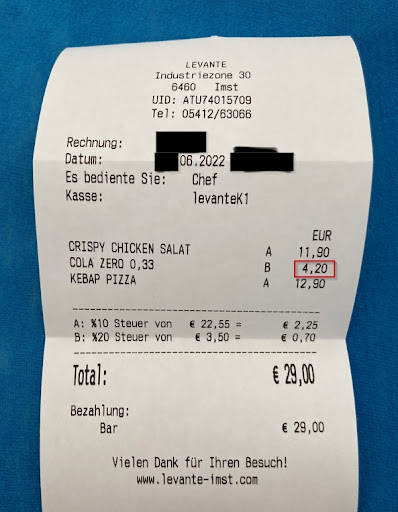 LEVANTE
Industriezone 30
6460 Imst
UID: ATU74015709
Tel: 05412/63066
Rechnung:
Datum: 06.2022
Es bediente Sie: Chef
Kasse: levanteK1
EUR
CRISPY CHICKEN SALAT A 11,90
COLA ZERO 0,33 B 4,20
KEBAP PIZZA A 12,90
A: %10 Steuer von € 22,55 = € 2,25
B: %20 Steuer von € 3,50 = € 0,70
Total: € 29,00
Bezahlung:
Bar € 29,00
Vielen Dank für Ihren Besuch!
www.levante-imst.com